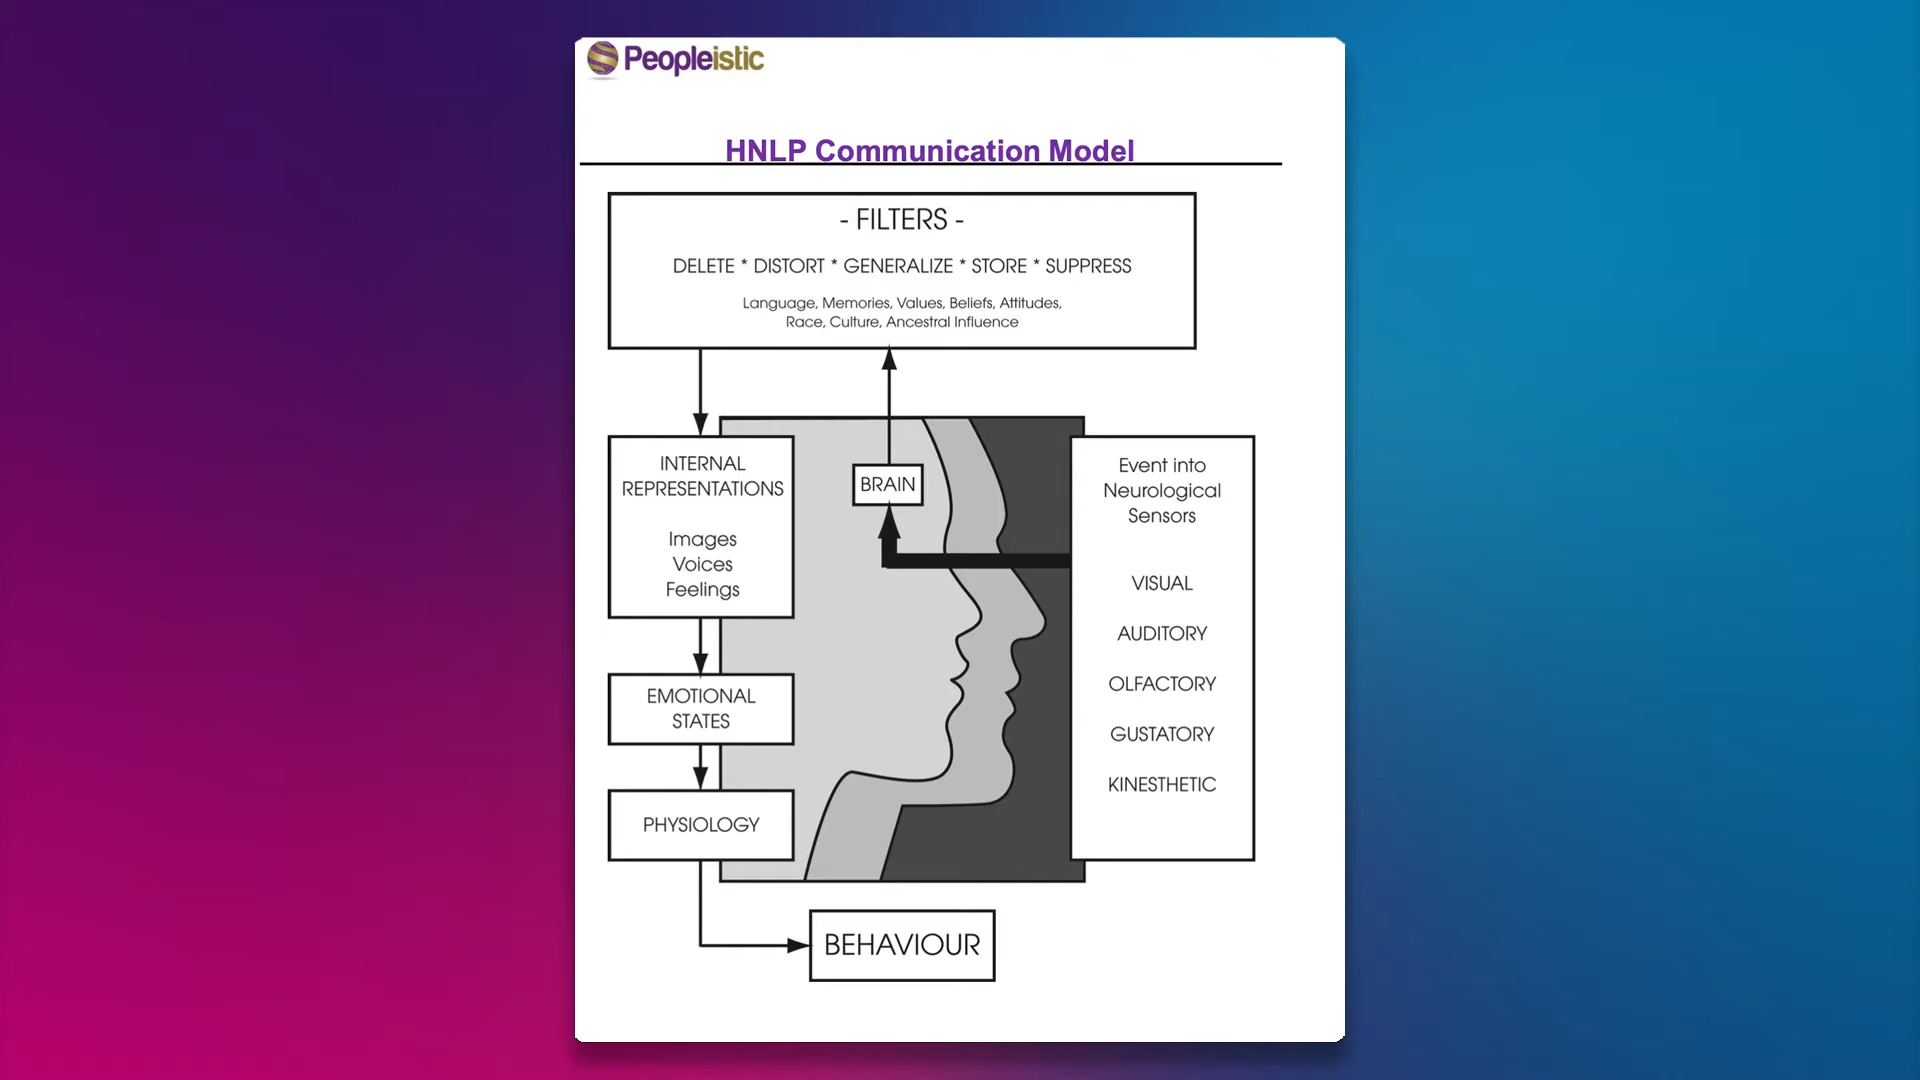 Peopleistic
HNLP Communication Model
- FILTERS -
DELETE * DISTORT * GENERALIZE * STORE * SUPPRESS
Language, Memories, Values, Beliefs, Attitudes,
Race, Culture, Ancestral Influence
INTERNAL
REPRESENTATIONS
Images
Voices
Feelings
BRAIN
Event into
Neurological
Sensors
VISUAL
AUDITORY
OLFACTORY
GUSTATORY
KINESTHETIC
EMOTIONAL
STATES
PHYSIOLOGY
BEHAVIOUR